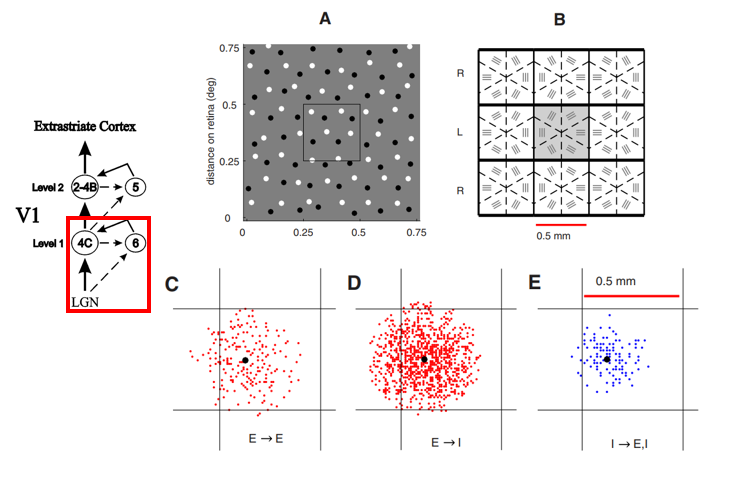 A
B
Extrastriate Cortex
Level 2
2-4B
5
V1
Level 1
4C
6
LGN
distance on retina (deg)
0.75
0.5
0.25
0
0
0.25
0.5
0.75
R
L
R
0.5 mm
C
D
E
0.5 mm
E → E
E → I
I → E,I